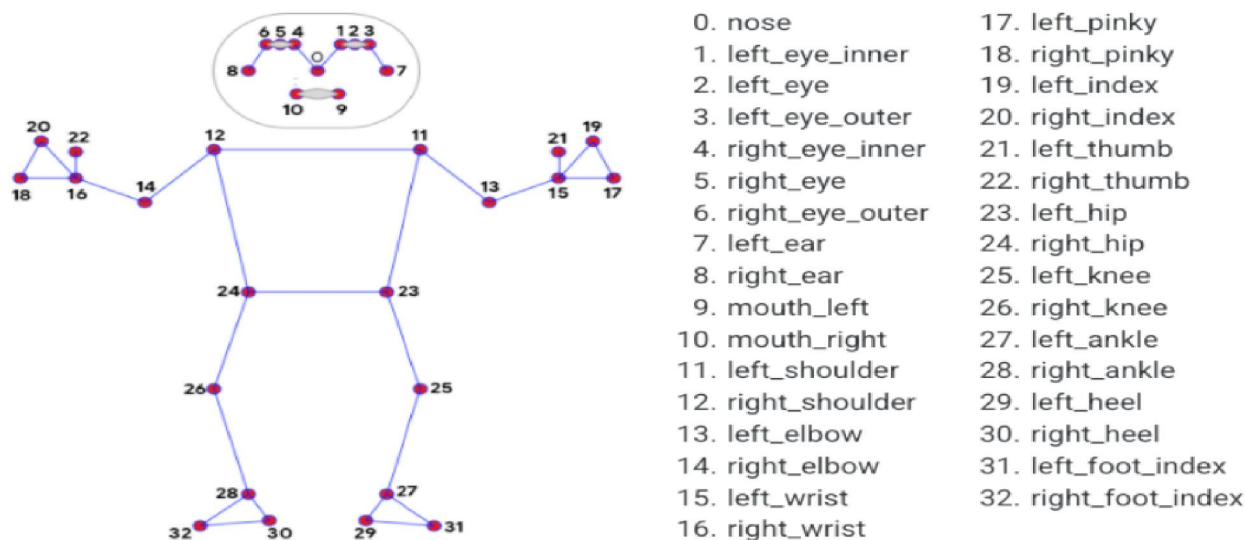 6 5 4 1 2 3
0
8 7
10 9
20 22 12 11 21 19
18 16 14 13 15 17
24 23
26 25
28 27
32 30 29 31
0. nose
1. left_eye_inner
2. left_eye
3. left_eye_outer
4. right_eye_inner
5. right_eye
6. right_eye_outer
7. left_ear
8. right_ear
9. mouth_left
10. mouth_right
11. left_shoulder
12. right_shoulder
13. left_elbow
14. right_elbow
15. left_wrist
16. right_wrist
17. left_pinky
18. right_pinky
19. left_index
20. right_index
21. left_thumb
22. right_thumb
23. left_hip
24. right_hip
25. left_knee
26. right_knee
27. left_ankle
28. right_ankle
29. left_heel
30. right_heel
31. left_foot_index
32. right_foot_index